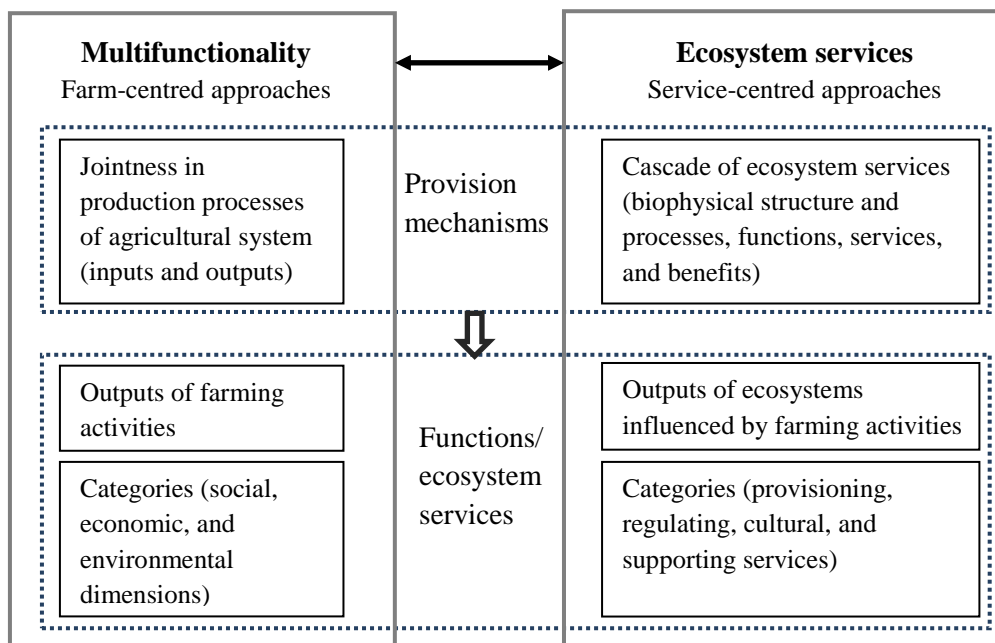 Multifunctionality
Farm-centred approaches
Ecosystem services
Service-centred approaches
Jointness in
production processes
of agricultural system
(inputs and outputs)
Provision
mechanisms
Cascade of ecosystem services
(biophysical structure and
processes, functions, services,
and benefits)
Outputs of farming
activities
Categories (social,
economic, and
environmental
dimensions)
Functions/
ecosystem
services
Outputs of ecosystems
influenced by farming activities
Categories (provisioning,
regulating, cultural, and
supporting services)